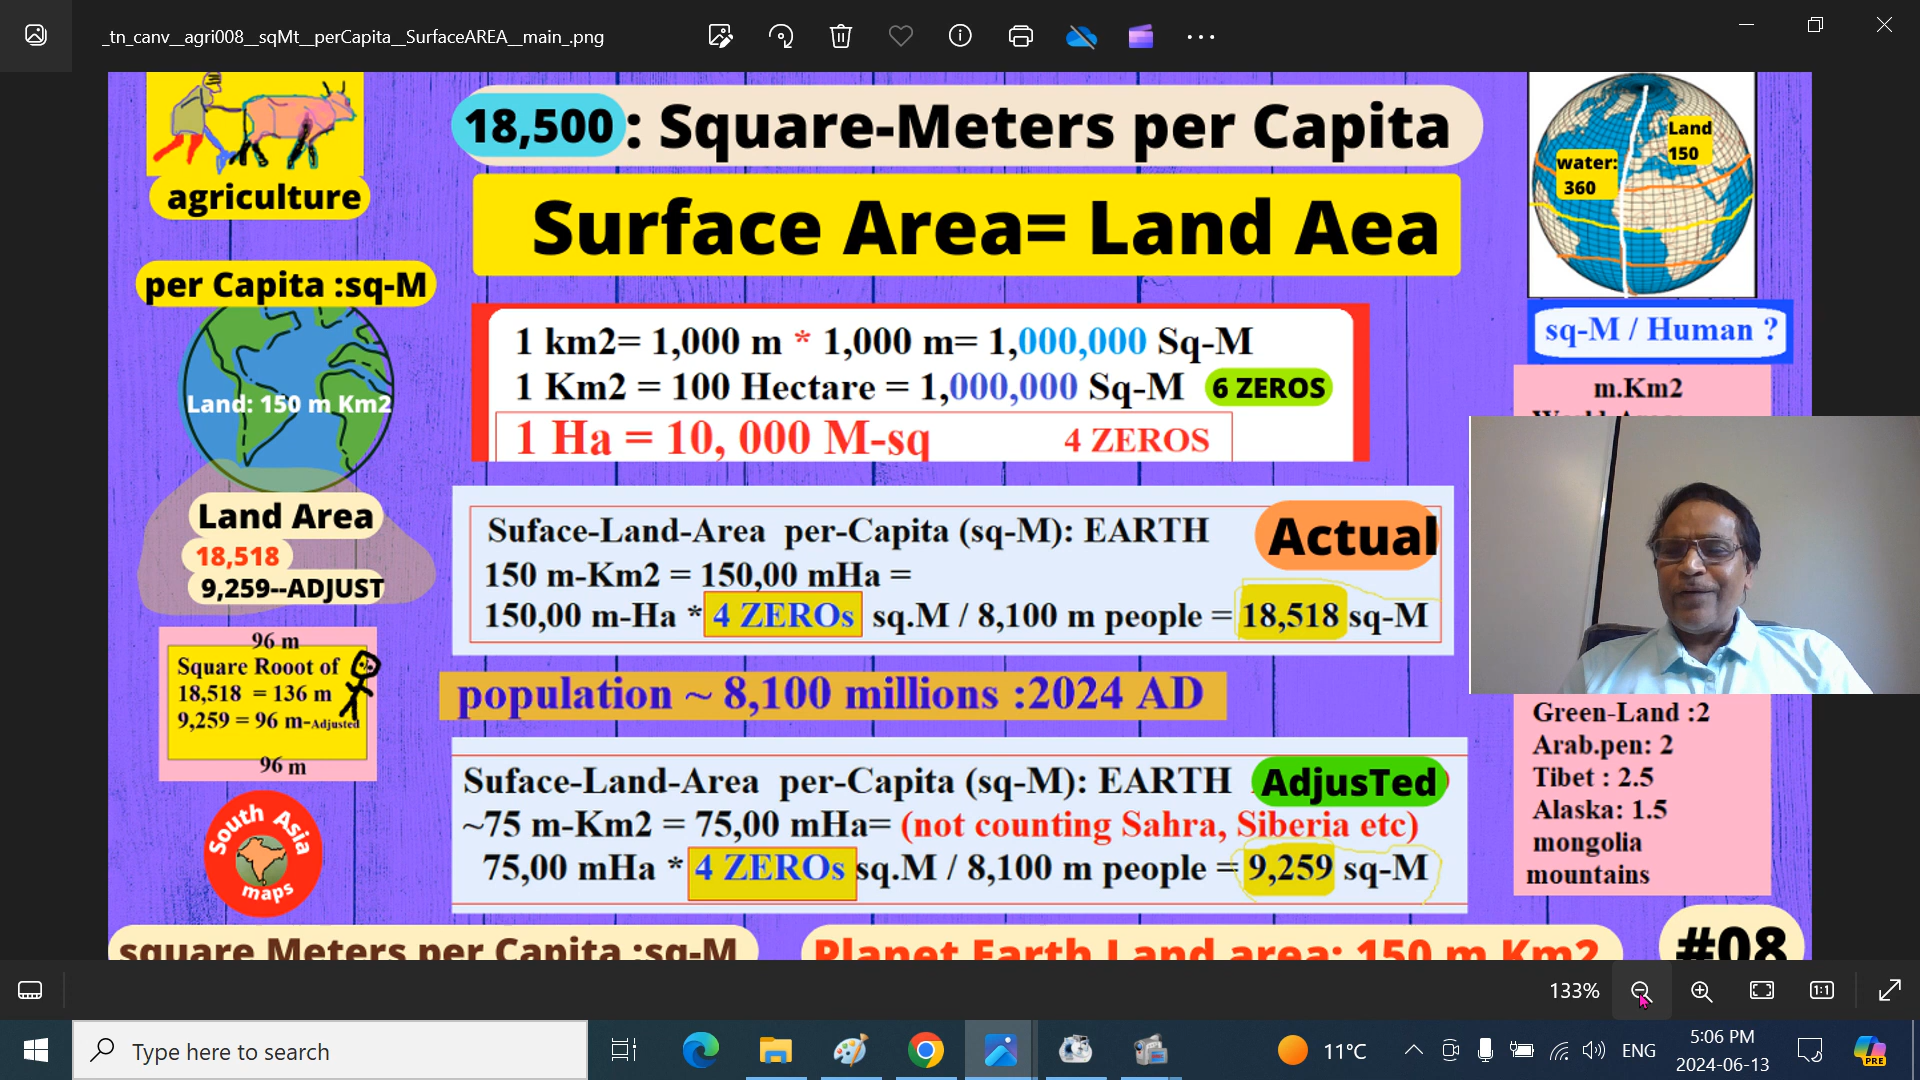 _tn_canv__agri008__sqMt__perCapita__SurfaceAREA__main_.png
18,500 : Square-Meters per Capita
Surface Area= Land Aea
agriculture
per Capita :sq-M
Land: 150 m Km2
Land Area
18,518
9,259--ADJUST
96 m
Square Rooot of
18,518 = 136 m
9,259 = 96 m-Adjusted
96 m
South Asia
maps
1 km2= 1,000 m * 1,000 m= 1,000,000 Sq-M
1 Km2 = 100 Hectare = 1,000,000 Sq-M 6 ZEROS
1 Ha = 10, 000 M-sq 4 ZEROS
Suface-Land-Area per-Capita (sq-M): EARTH Actual
150 m-Km2 = 150,00 mHa =
150,00 m-Ha * 4 ZEROs sq.M / 8,100 m people = 18,518 sq-M
population ~ 8,100 millions :2024 AD
Suface-Land-Area per-Capita (sq-M): EARTH AdjusTed
~75 m-Km2 = 75,00 mHa= (not counting Sahra, Siberia etc)
75,00 mHa * 4 ZEROs sq.M / 8,100 m people = 9,259 sq-M
Land
150
water:
360
sq-M / Human ?
m.Km2
Green-Land :2
Arab.pen: 2
Tibet : 2.5
Alaska: 1.5
mongolia
mountains
square Meters per Capita :sq-M
Planet Earth Land area: 150 m Km2
#08
133%
1:1
Type here to search
11°C
ENG
5:06 PM
2024-06-13
PRE